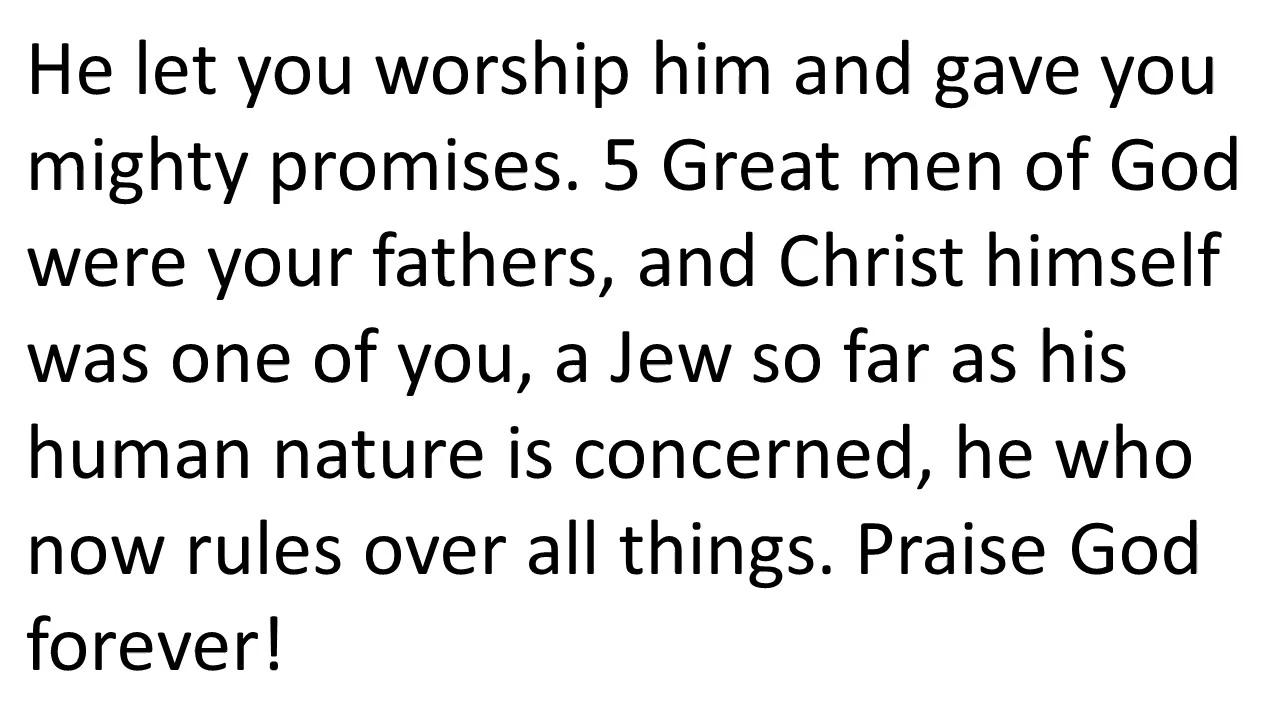 He let you worship him and gave you
mighty promises. 5 Great men of God
were your fathers, and Christ himself
was one of you, a Jew so far as his
human nature is concerned, he who
now rules over all things. Praise God
forever!